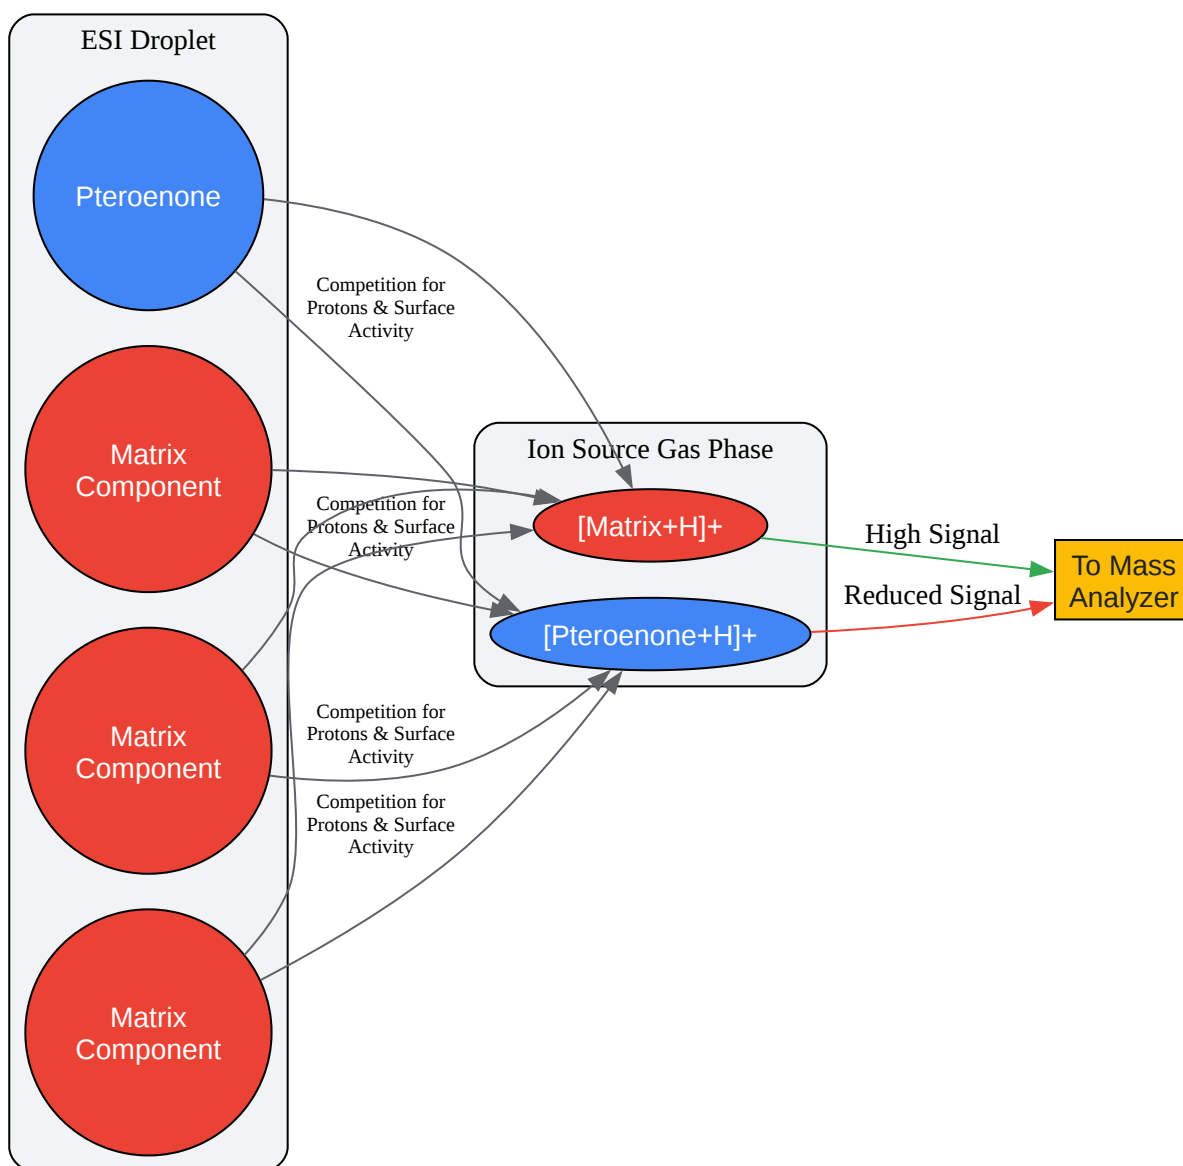 ESI Droplet
Pteroenone
Competition for
Protons & Surface
Activity
Matrix
Component
Ion Source Gas Phase
Competition for
Protons & Surface
Activity
[Matrix+H]+
High Signal
To Mass
Analyzer
Reduced Signal
[Pteroenone+H]+
Matrix
Component
Competition for
Protons & Surface
Activity
Competition for
Protons & Surface
Activity
Matrix
Component